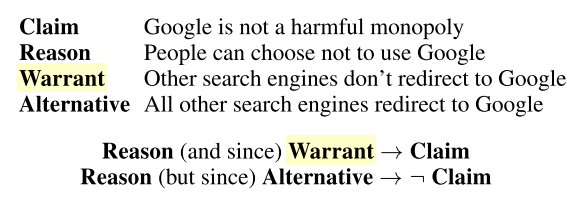 Claim Google is not a harmful monopoly
Reason People can choose not to use Google
Warrant Other search engines don’t redirect to Google
Alternative All other search engines redirect to Google
Reason (and since) Warrant → Claim
Reason (but since) Alternative → ¬ Claim